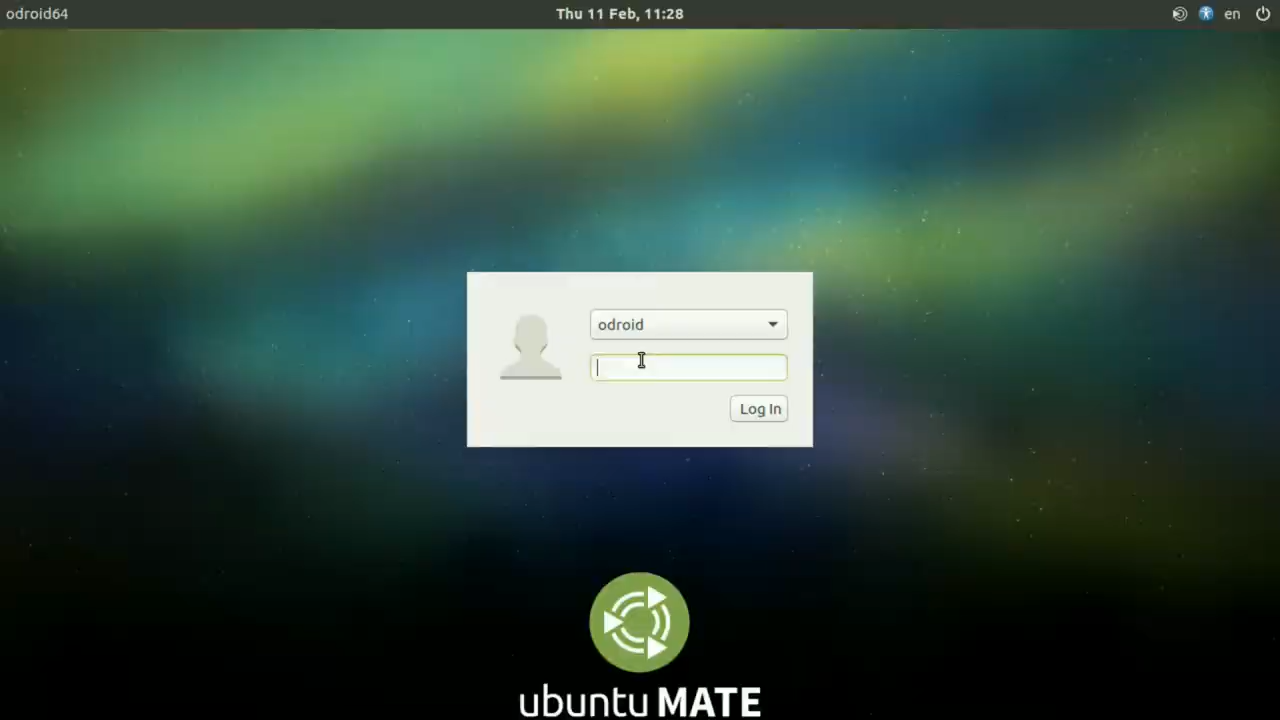 odroid64
Thu 11 Feb, 11:28
en
odroid
Log In
ubuntu MATE